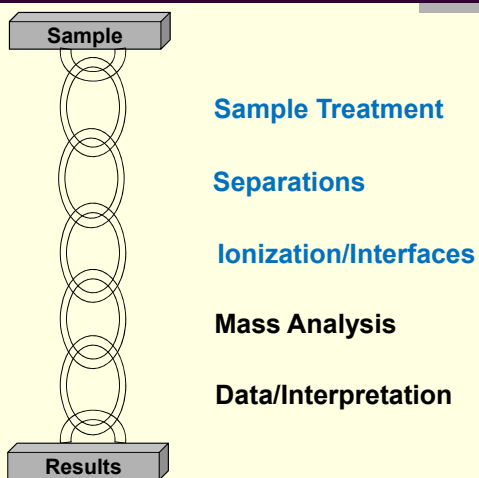 Sample
Sample Treatment
Separations
Ionization/Interfaces
Mass Analysis
Data/Interpretation
Results